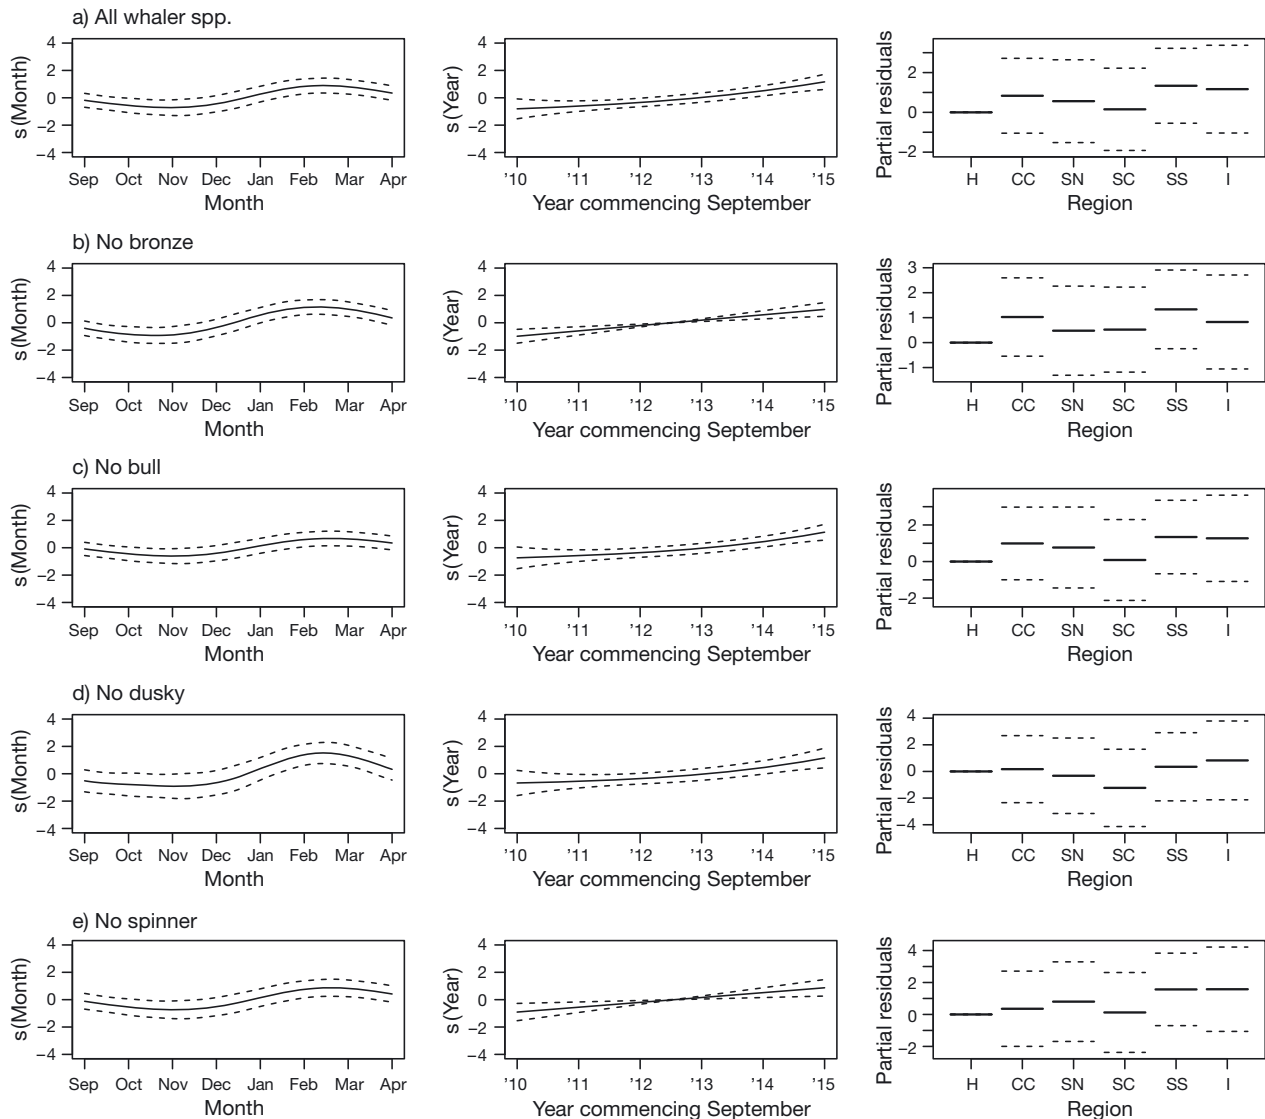 a) All whaler spp.
s (Month)
4
2
0
−2
−4
Sep Oct Nov Dec Jan Feb Mar Apr
Month
s (Year)
4
2
0
−2
−4
’10 ’11 ’12 ’13 ’14 ’15
Year commencing September
Partial residuals
2
0
−2
H CC SN SC SS I
Region
b) No bronze
s (Month)
4
2
0
−2
−4
Sep Oct Nov Dec Jan Feb Mar Apr
Month
s (Year)
4
2
0
−2
−4
’10 ’11 ’12 ’13 ’14 ’15
Year commencing September
Partial residuals
3
2
1
0
−1
H CC SN SC SS I
Region
c) No bull
s (Month)
4
2
0
−2
−4
Sep Oct Nov Dec Jan Feb Mar Apr
Month
s (Year)
4
2
0
−2
−4
’10 ’11 ’12 ’13 ’14 ’15
Year commencing September
Partial residuals
2
0
−2
H CC SN SC SS I
Region
d) No dusky
s (Month)
4
2
0
−2
−4
Sep Oct Nov Dec Jan Feb Mar Apr
Month
s (Year)
4
2
0
−2
−4
’10 ’11 ’12 ’13 ’14 ’15
Year commencing September
Partial residuals
4
2
0
−2
−4
H CC SN SC SS I
Region
e) No spinner
s (Month)
4
2
0
−2
−4
Sep Oct Nov Dec Jan Feb Mar Apr
Month
s (Year)
4
2
0
−2
−4
’10 ’11 ’12 ’13 ’14 ’15
Year commencing September
Partial residuals
4
2
0
−2
H CC SN SC SS I
Region